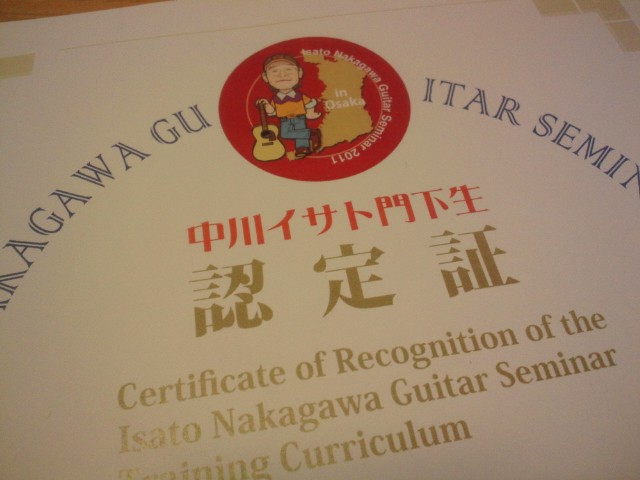 AKAGAWA GU ITAR SEMIN
Isato Nakagawa Guitar Seminar 2011
in
Osaka
中川イサト門下生
認定証
Certificate of Recognition of the
Isato Nakagawa Guitar Seminar
Training Curriculum